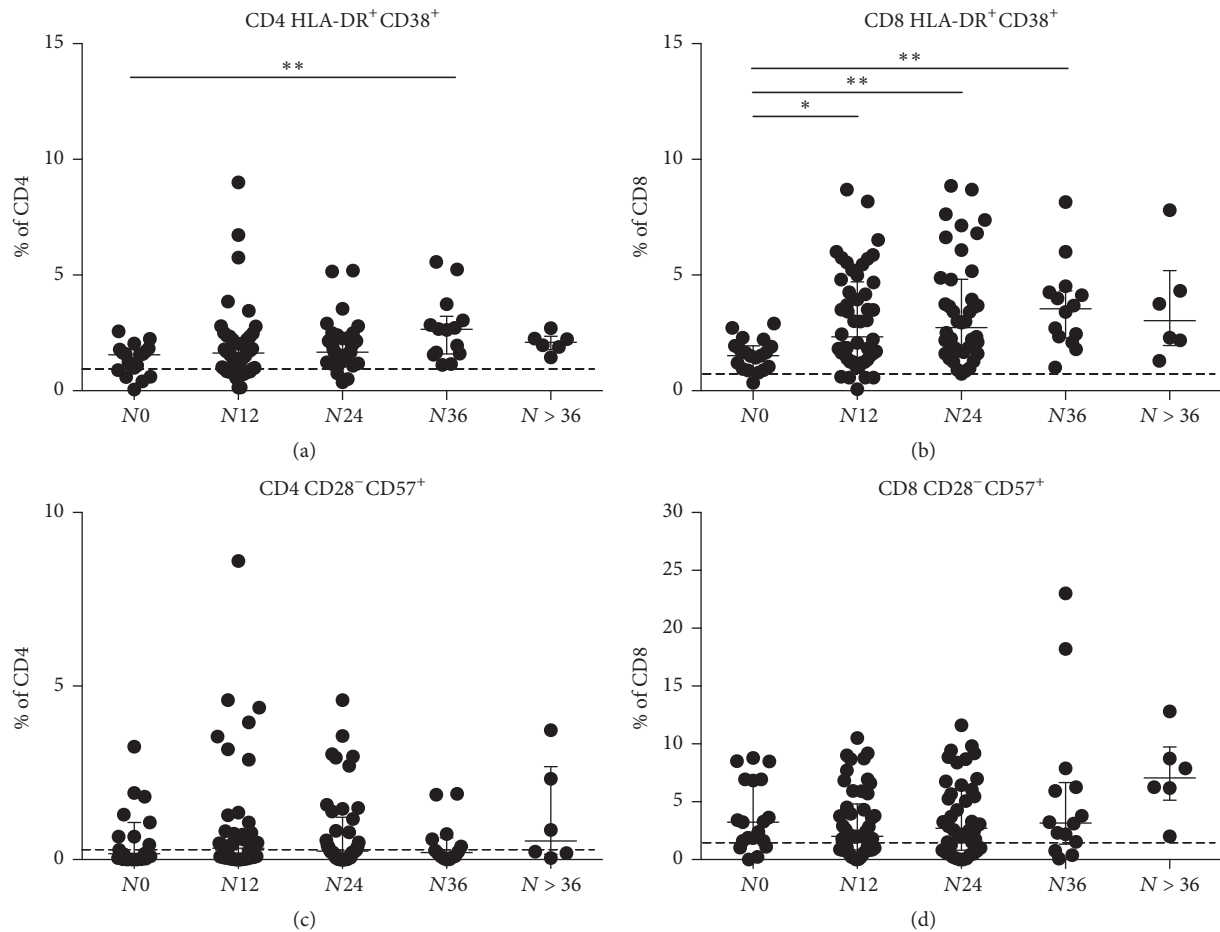 CD4 HLA-DR⁺CD38⁺
15
**
10
% of CD4
5
0
N0 N12 N24 N36 N > 36
(a)
CD8 HLA-DR⁺CD38⁺
15
**
**
*
10
% of CD8
5
0
N0 N12 N24 N36 N > 36
(b)
CD4 CD28⁻CD57⁺
10
% of CD4
5
0
N0 N12 N24 N36 N > 36
(c)
CD8 CD28⁻CD57⁺
30
25
20
% of CD8
15
10
5
0
N0 N12 N24 N36 N > 36
(d)